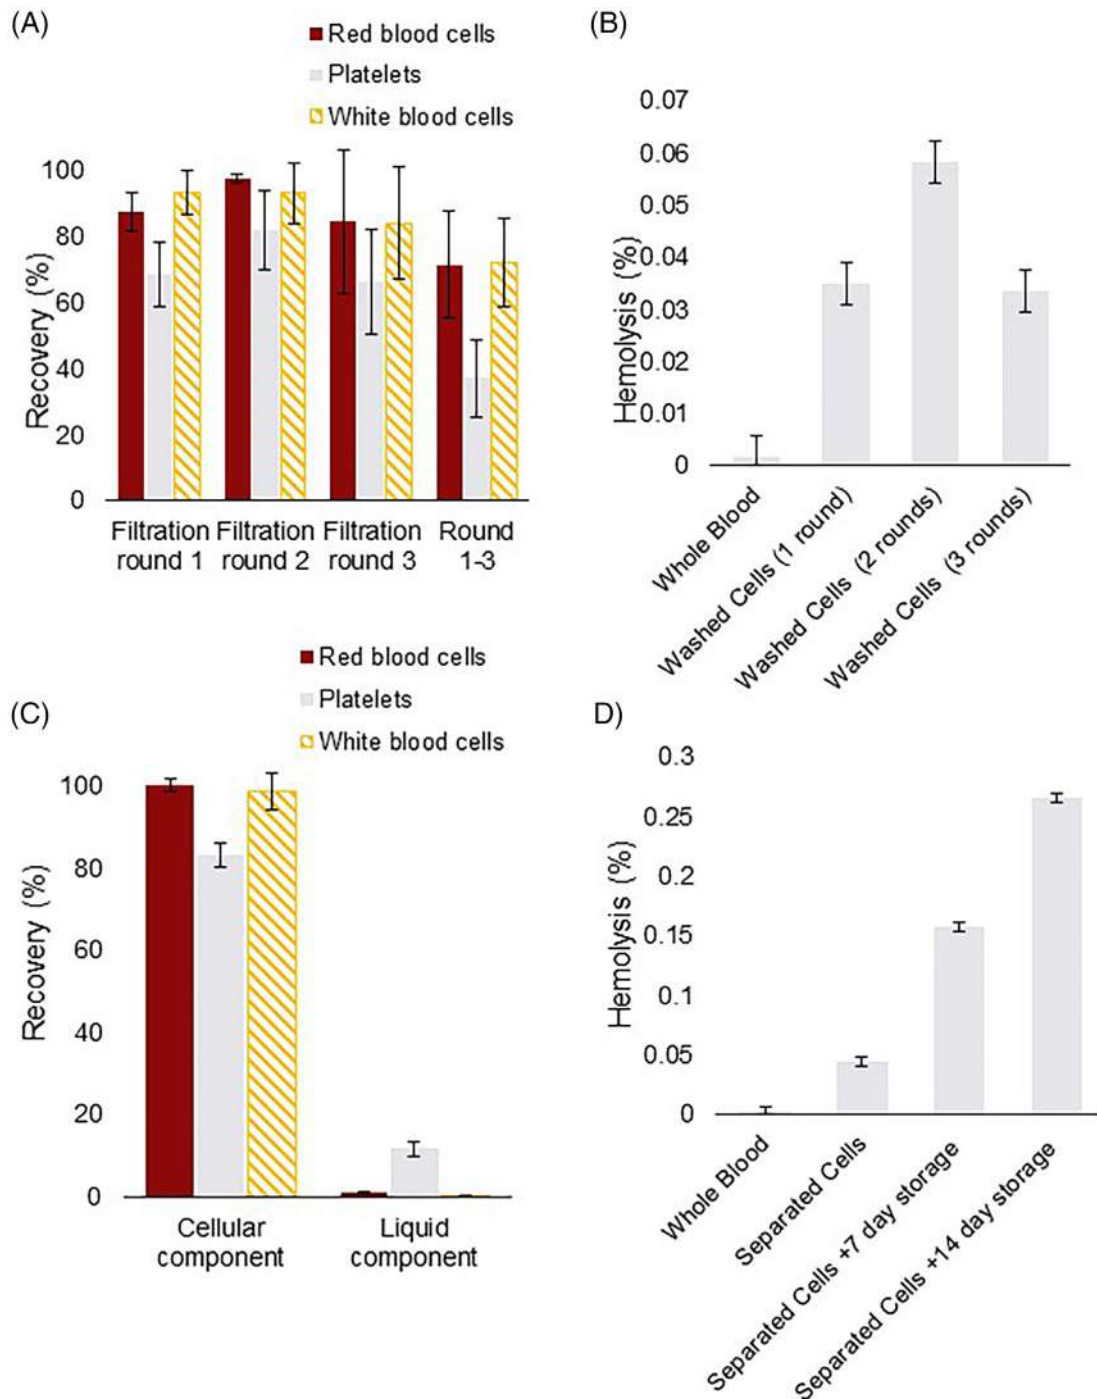 (A)
Red blood cells
Platelets
White blood cells
Recovery (%)
100
80
60
40
20
0
Filtration round 1
Filtration round 2
Filtration round 3
Round 1-3
(B)
Hemolysis (%)
0.07
0.06
0.05
0.04
0.03
0.02
0.01
0
Whole Blood
Washed Cells (1 round)
Washed Cells (2 rounds)
Washed Cells (3 rounds)
(C)
Red blood cells
Platelets
White blood cells
Recovery (%)
100
80
60
40
20
0
Cellular component
Liquid component
D)
Hemolysis (%)
0.3
0.25
0.2
0.15
0.1
0.05
0
Whole Blood
Separated Cells
Separated Cells +7 day storage
Separated Cells +14 day storage